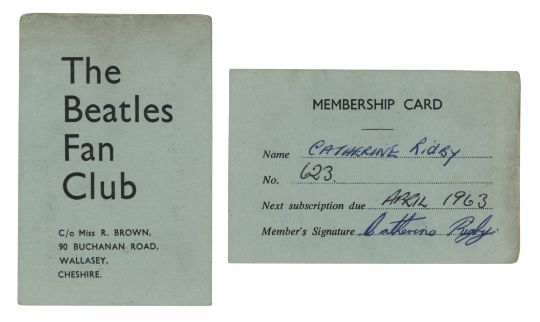 The
Beatles
Fan
Club
C/o Miss R. BROWN,
90 BUCHANAN ROAD,
WALLASEY,
CHESHIRE.
MEMBERSHIP CARD
Name CATHERINE RIGBY
No. 623
Next subscription due APRIL 1963
Member's Signature Catherine Rigby